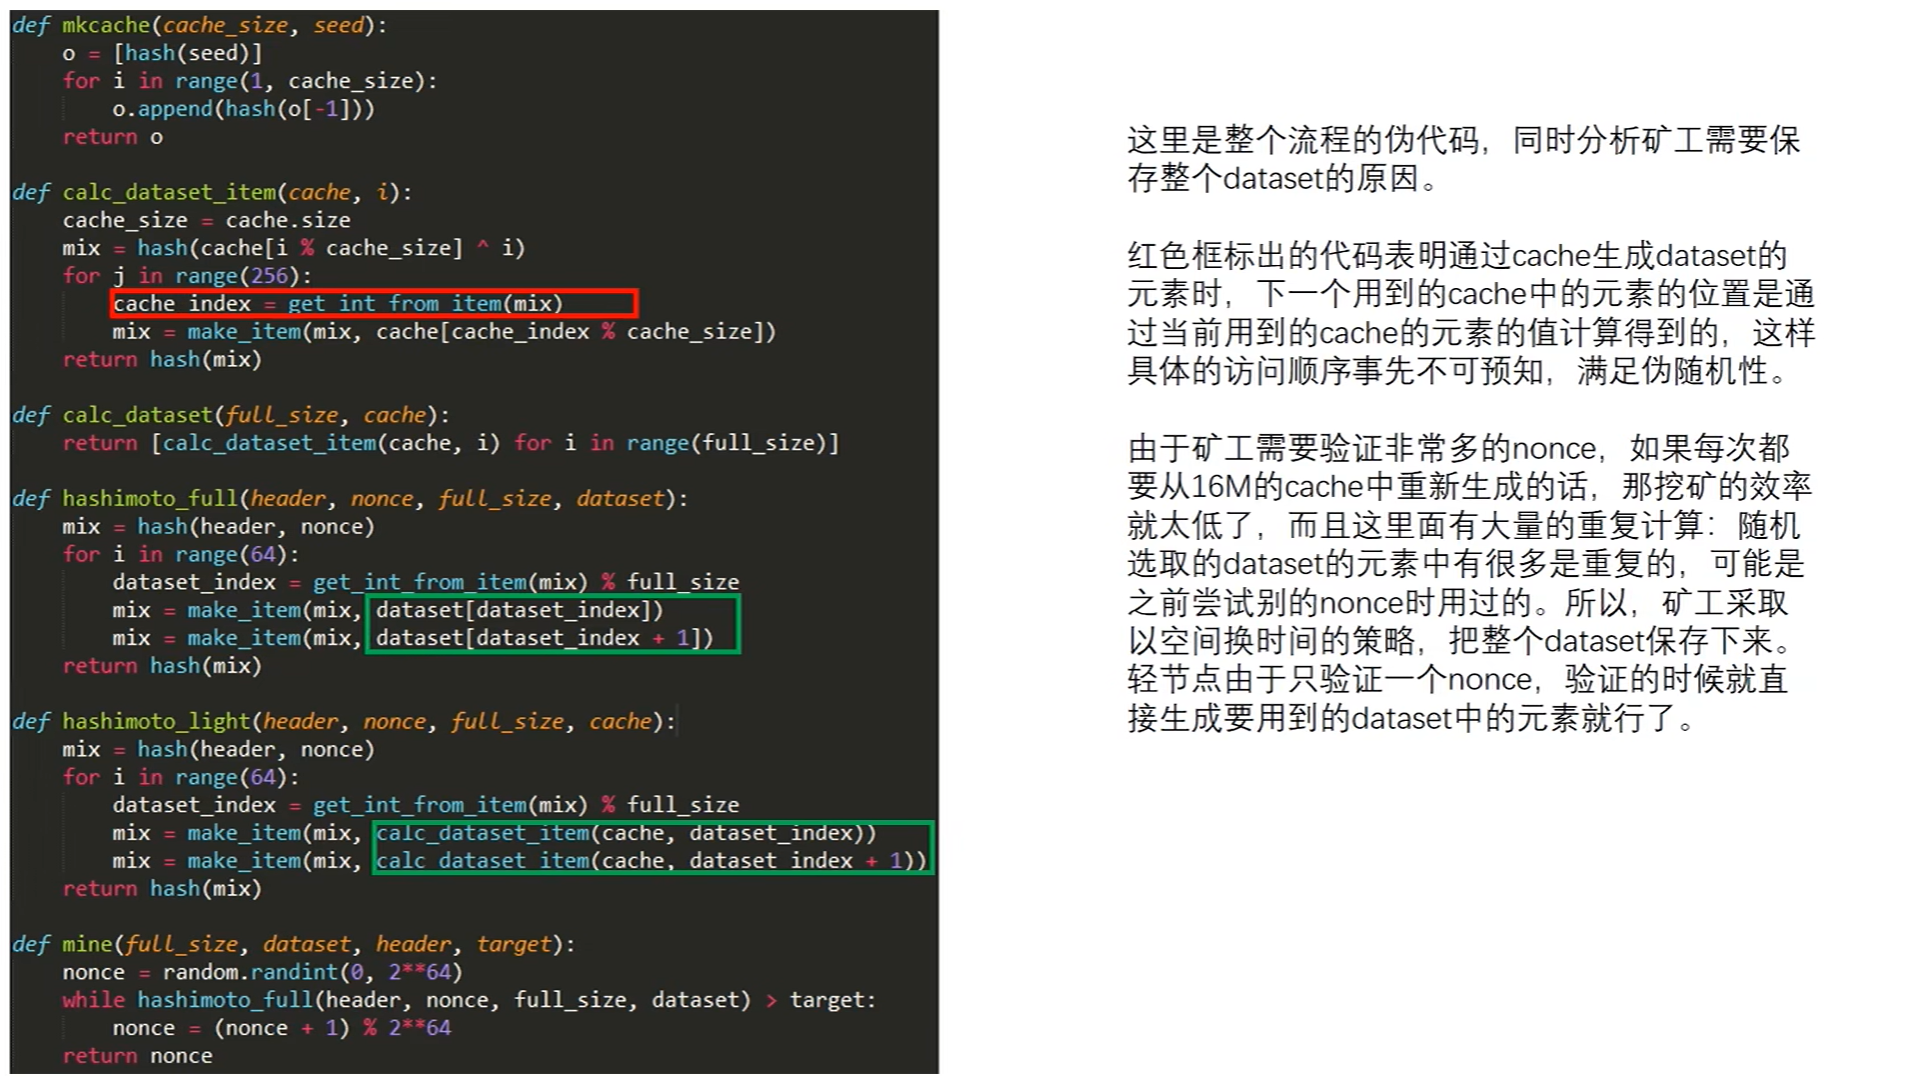 def mkcache(cache_size, seed):
    o = [hash(seed)]
    for i in range(1, cache_size):
        o.append(hash(o[-1]))
    return o
def calc_dataset_item(cache, i):
    cache_size = cache.size
    mix = hash(cache[i % cache_size] ^ i)
    for j in range(256):
        cache_index = get_int_from_item(mix)
        mix = make_item(mix, cache[cache_index % cache_size])
    return hash(mix)
def calc_dataset(full_size, cache):
    return [calc_dataset_item(cache, i) for i in range(full_size)]
def hashimoto_full(header, nonce, full_size, dataset):
    mix = hash(header, nonce)
    for i in range(64):
        dataset_index = get_int_from_item(mix) % full_size
        mix = make_item(mix, dataset[dataset_index])
        mix = make_item(mix, dataset[dataset_index + 1])
    return hash(mix)
def hashimoto_light(header, nonce, full_size, cache):
    mix = hash(header, nonce)
    for i in range(64):
        dataset_index = get_int_from_item(mix) % full_size
        mix = make_item(mix, calc_dataset_item(cache, dataset_index))
        mix = make_item(mix, calc_dataset_item(cache, dataset_index + 1))
    return hash(mix)
def mine(full_size, dataset, header, target):
    nonce = random.randint(0, 2**64)
    while hashimoto_full(header, nonce, full_size, dataset) > target:
        nonce = (nonce + 1) % 2**64
    return nonce
这里是整个流程的伪代码，同时分析矿工需要保
存整个dataset的原因。
红色框标出的代码表明通过cache生成dataset的
元素时，下一个用到的cache中的元素的位置是通
过当前用到的cache的元素的值计算得到的，这样
具体的访问顺序事先不可预知，满足伪随机性。
由于矿工需要验证非常多的nonce，如果每次都
要从16M的cache中重新生成的话，那挖矿的效率
就太低了，而且这里面有大量的重复计算：随机
选取的dataset的元素中有很多是重复的，可能是
之前尝试别的nonce时用过的。所以，矿工采取
以空间换时间的策略，把整个dataset保存下来。
轻节点由于只验证一个nonce，验证的时候就直
接生成要用到的dataset中的元素就行了。